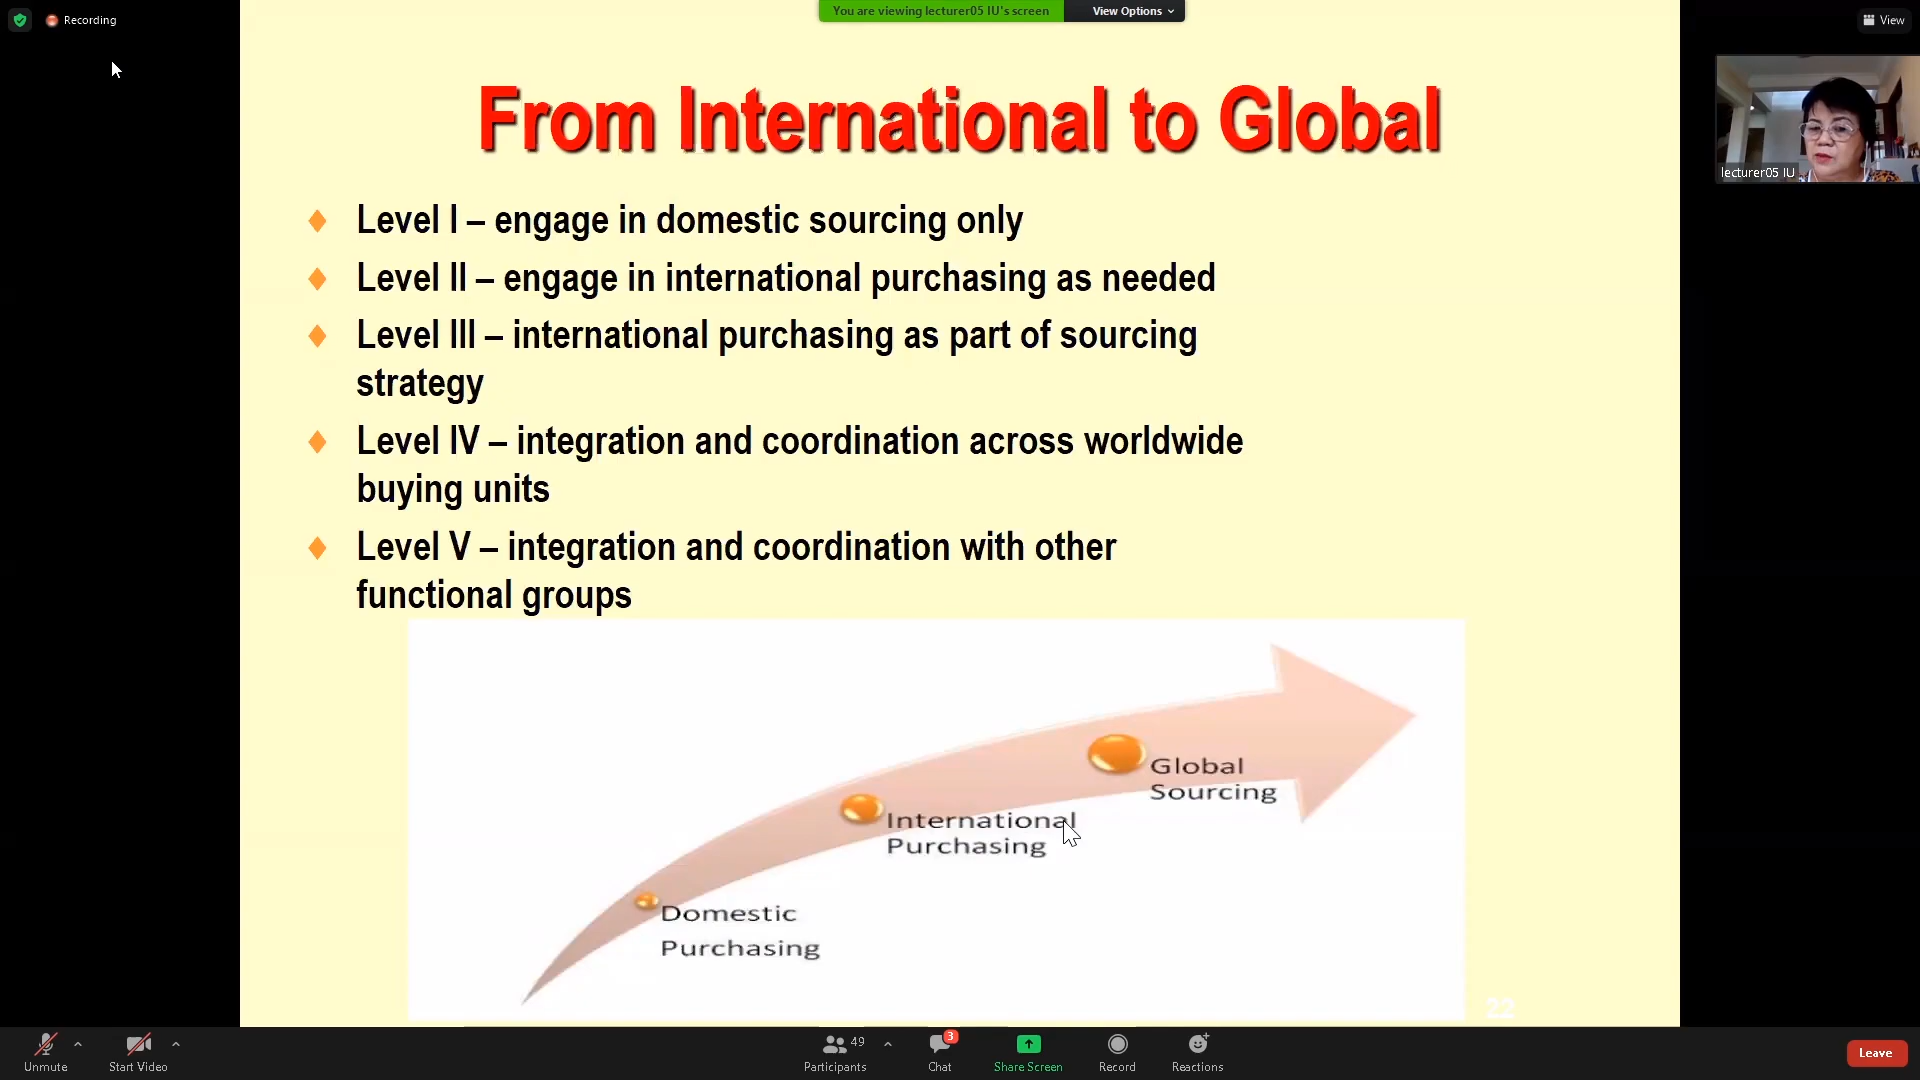 Recording
You are viewing lecturer05 IU's screen
View Options
View
From International to Global
lecturer05 IU
Level I – engage in domestic sourcing only
Level II – engage in international purchasing as needed
Level III – international purchasing as part of sourcing
strategy
Level IV – integration and coordination across worldwide
buying units
Level V – integration and coordination with other
functional groups
Global
Sourcing
International
Purchasing
Domestic
Purchasing
22
Unmute
Start Video
49
Participants
3
Chat
Share Screen
Record
Reactions
Leave